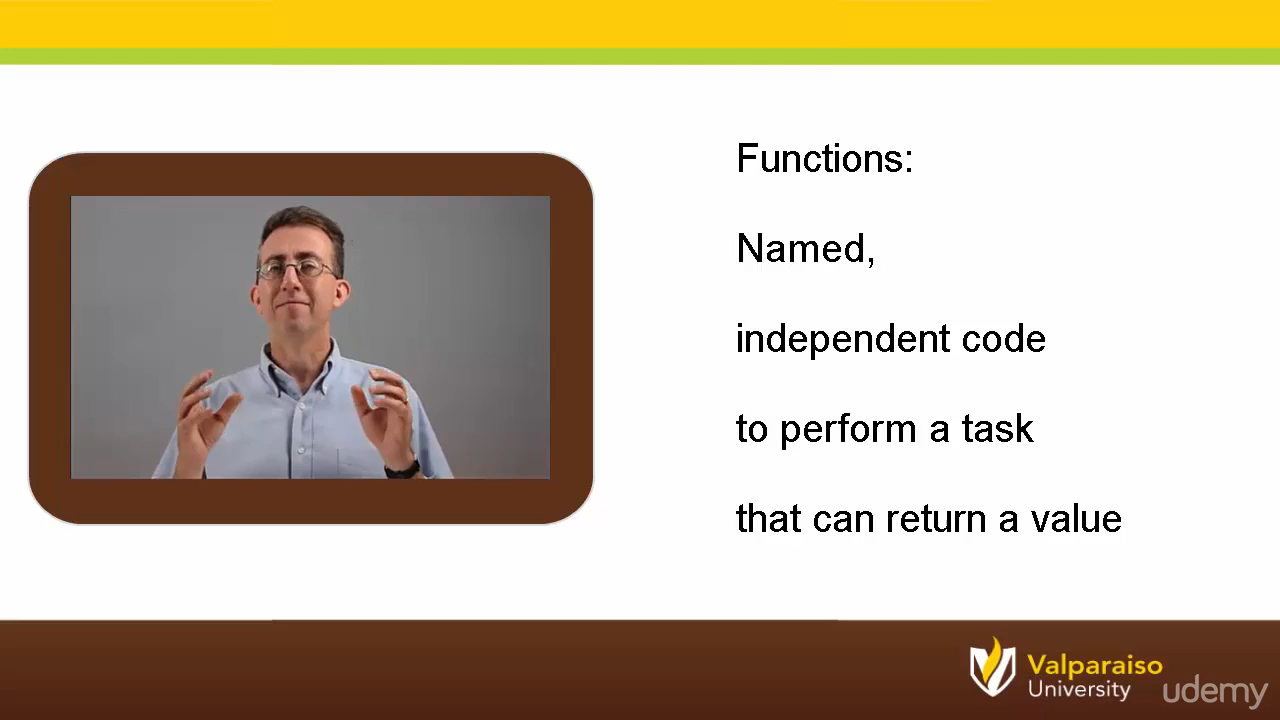 Functions:
Named,
independent code
to perform a task
that can return a value
Valparaiso
University
udemy